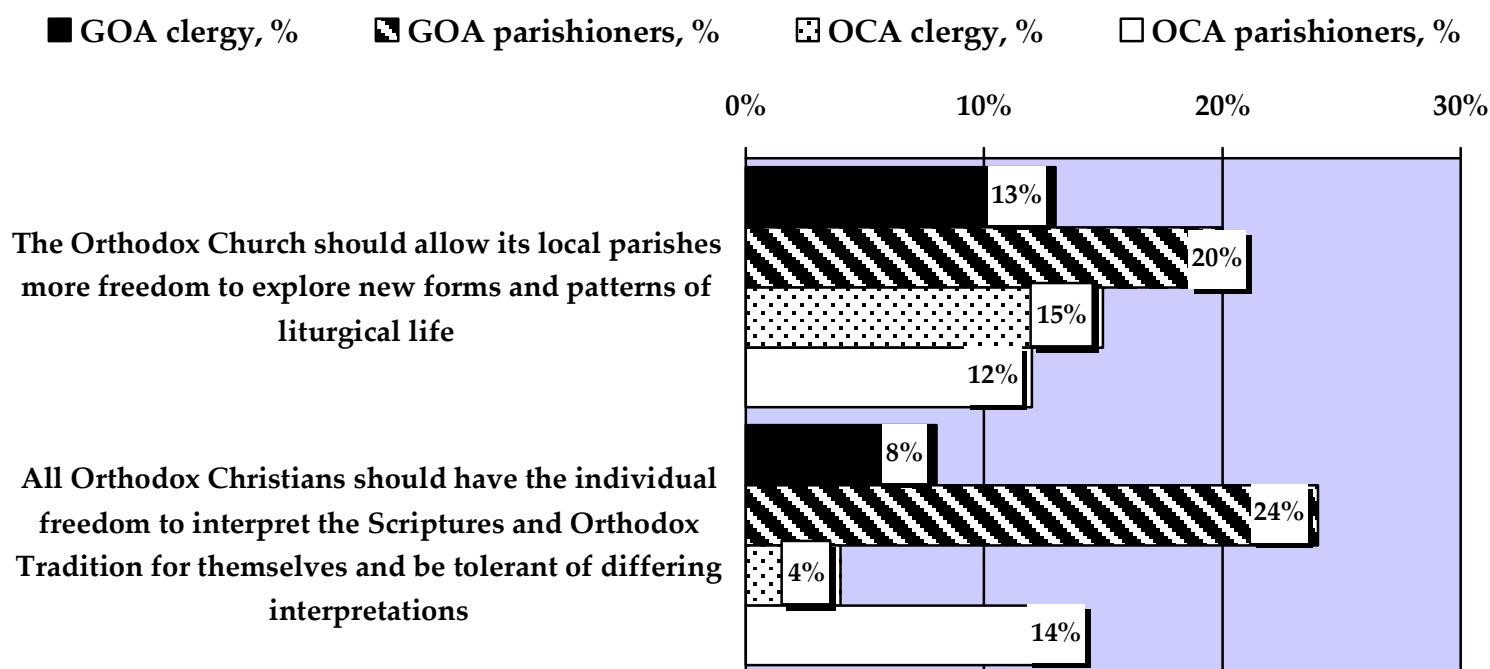 GOA clergy, % GOA parishioners, % OCA clergy, % OCA parishioners, %
0% 10% 20% 30%
The Orthodox Church should allow its local parishes
more freedom to explore new forms and patterns of
liturgical life
13%
20%
15%
12%
All Orthodox Christians should have the individual
freedom to interpret the Scriptures and Orthodox
Tradition for themselves and be tolerant of differing
interpretations
8%
24%
4%
14%